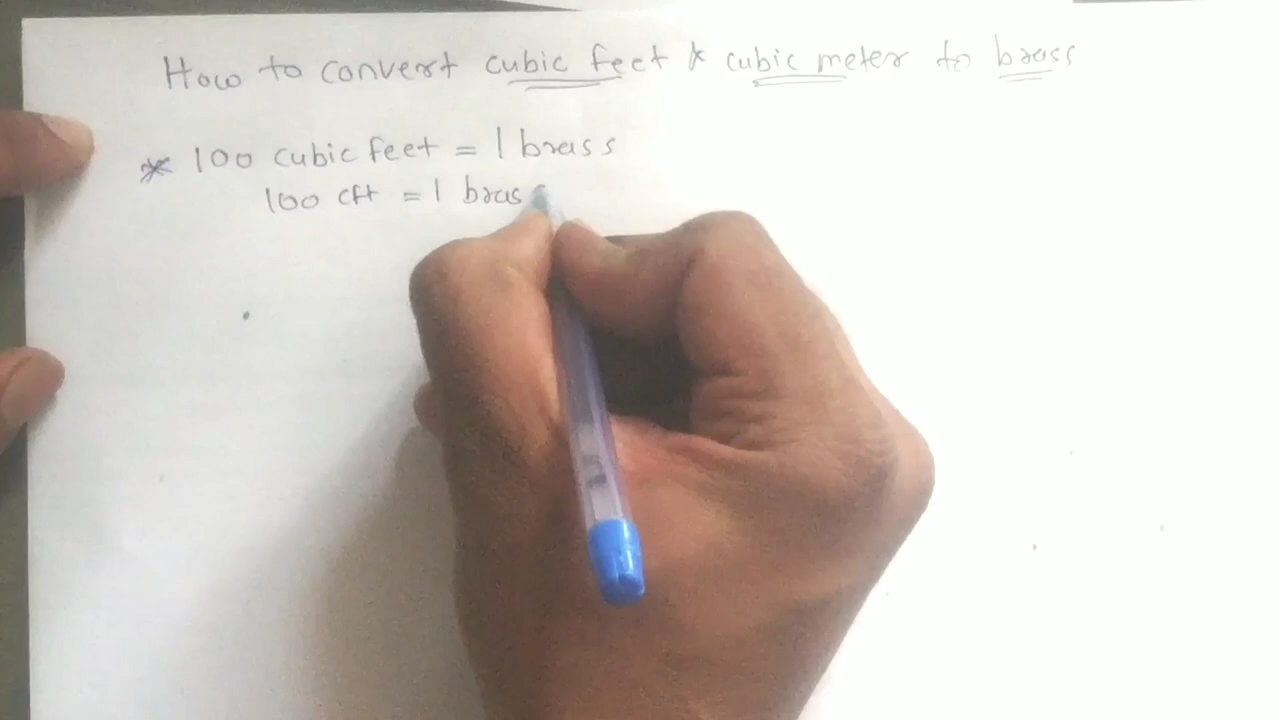 How to convert cubic feet & cubic meter to brass
* 100 cubic feet = 1 brass
100 cft = 1 bras